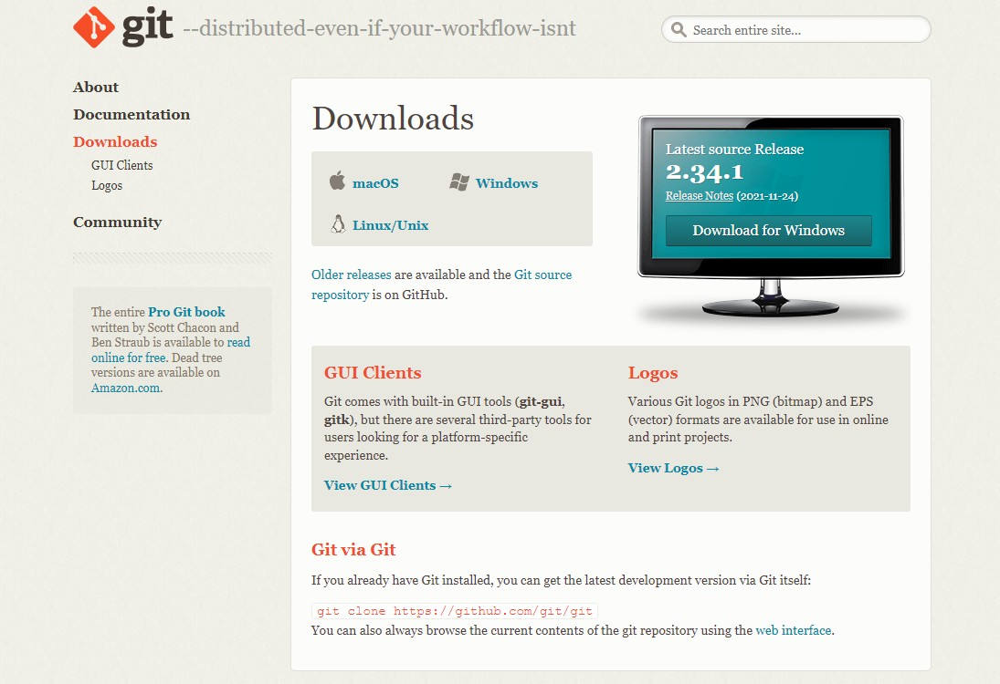 git --distributed-even-if-your-workflow-isnt
Search entire site...
About
Documentation
Downloads
GUI Clients
Logos
Community
The entire Pro Git book
written by Scott Chacon and
Ben Straub is available to read
online for free. Dead tree
versions are available on
Amazon.com.
Downloads
macOS
Windows
Linux/Unix
Older releases are available and the Git source
repository is on GitHub.
Latest source Release
2.34.1
Release Notes (2021-11-24)
Download for Windows
GUI Clients
Git comes with built-in GUI tools (git-gui,
gitk), but there are several third-party tools for
users looking for a platform-specific
experience.
View GUI Clients →
Logos
Various Git logos in PNG (bitmap) and EPS
(vector) formats are available for use in online
and print projects.
View Logos →
Git via Git
If you already have Git installed, you can get the latest development version via Git itself:
git clone https://github.com/git/git
You can also always browse the current contents of the git repository using the web interface.